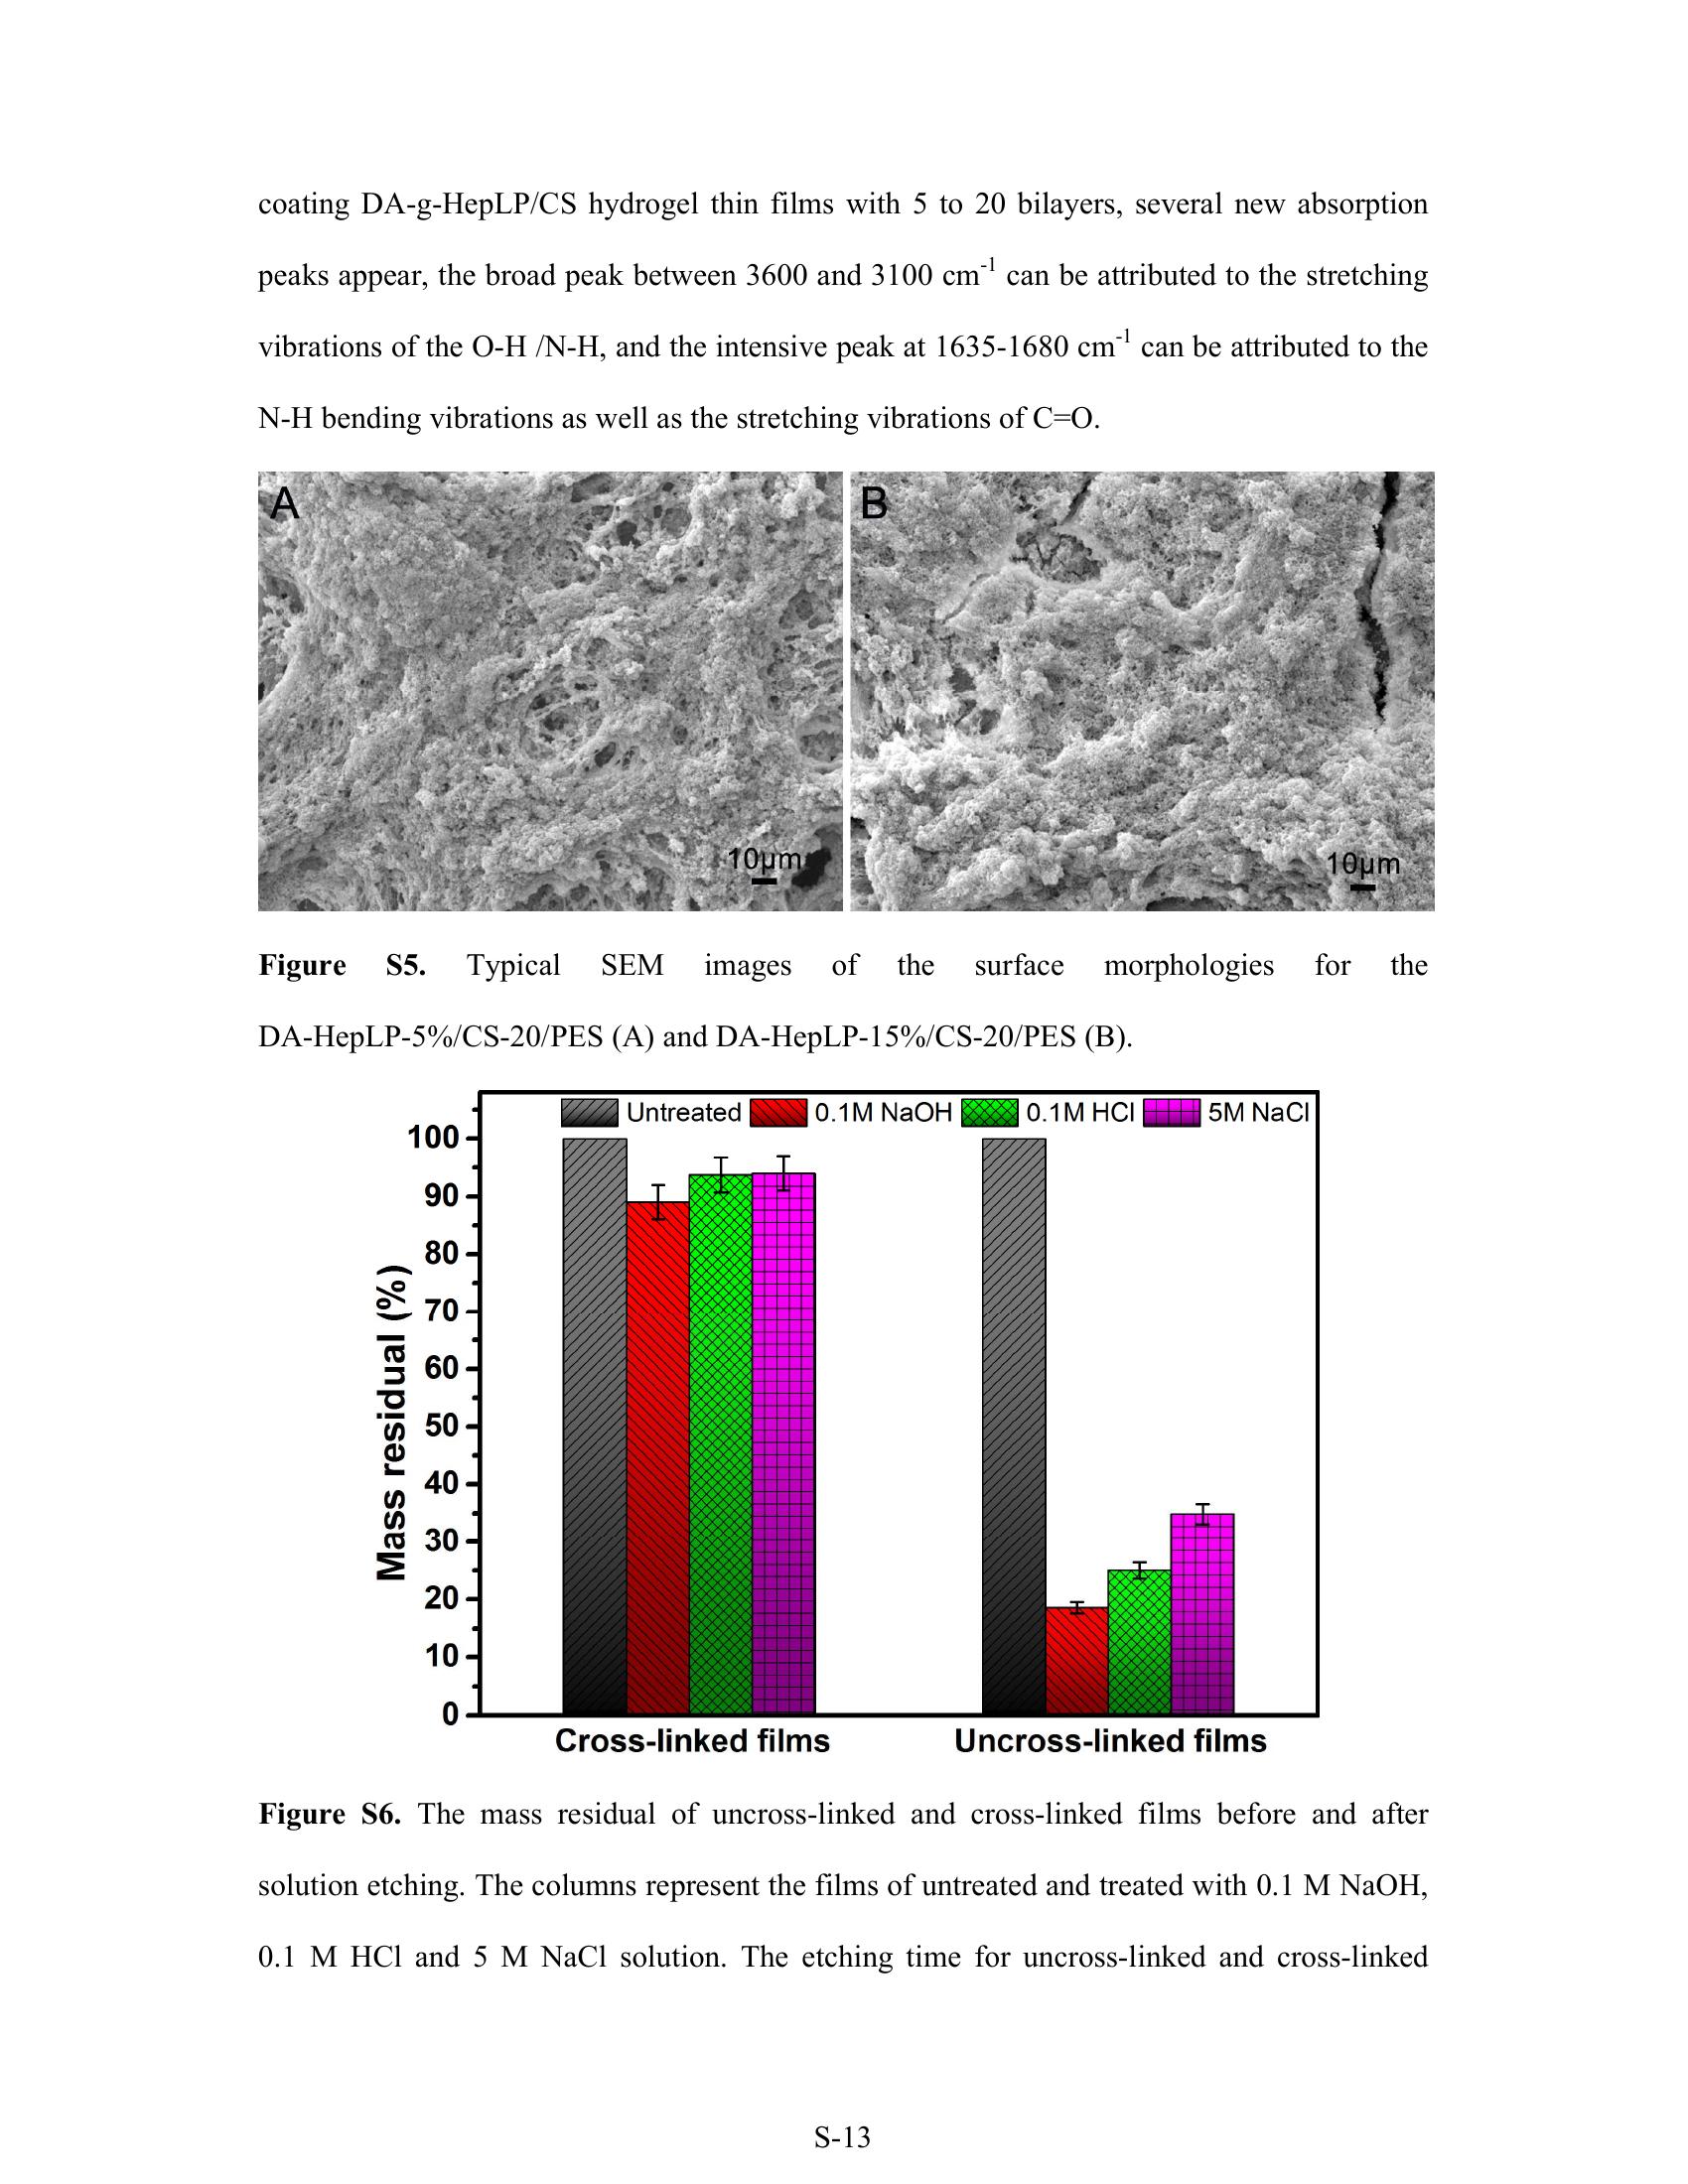 coating DA-g-HepLP/CS hydrogel thin films with 5 to 20 bilayers, several new absorption
peaks appear, the broad peak between 3600 and 3100 cm-1 can be attributed to the stretching
vibrations of the O-H /N-H, and the intensive peak at 1635-1680 cm-1 can be attributed to the
N-H bending vibrations as well as the stretching vibrations of C=O.
A
B
10μm
10μm
Figure S5. Typical SEM images of the surface morphologies for the
DA-HepLP-5%/CS-20/PES (A) and DA-HepLP-15%/CS-20/PES (B).
Untreated 0.1M NaOH 0.1M HCl 5M NaCl
100
90
80
70
60
50
40
30
20
10
0
Mass residual (%)
Cross-linked films Uncross-linked films
Figure S6. The mass residual of uncross-linked and cross-linked films before and after
solution etching. The columns represent the films of untreated and treated with 0.1 M NaOH,
0.1 M HCl and 5 M NaCl solution. The etching time for uncross-linked and cross-linked
S-13